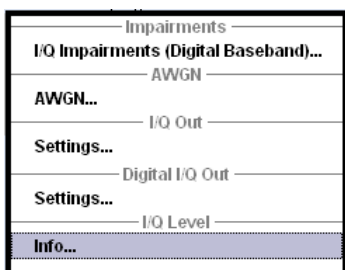 Impairments
I/Q Impairments (Digital Baseband)...
AWGN
AWGN...
I/Q Out
Settings...
Digital I/Q Out
Settings...
I/Q Level
Info...